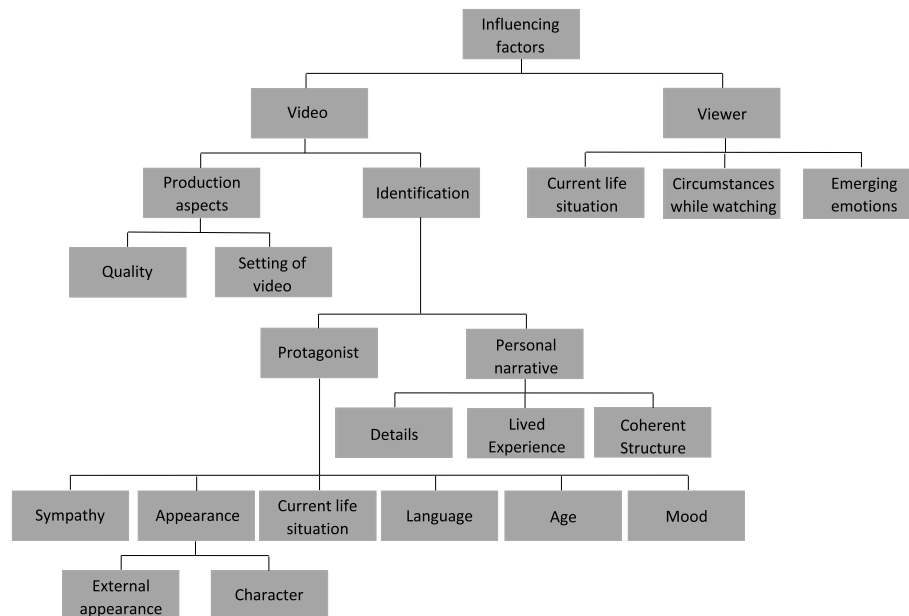 Influencing
factors
Video
Viewer
Production
aspects
Identification
Current life
situation
Circumstances
while watching
Emerging
emotions
Quality
Setting of
video
Protagonist
Personal
narrative
Details
Lived
Experience
Coherent
Structure
Sympathy
Appearance
Current life
situation
Language
Age
Mood
External
appearance
Character